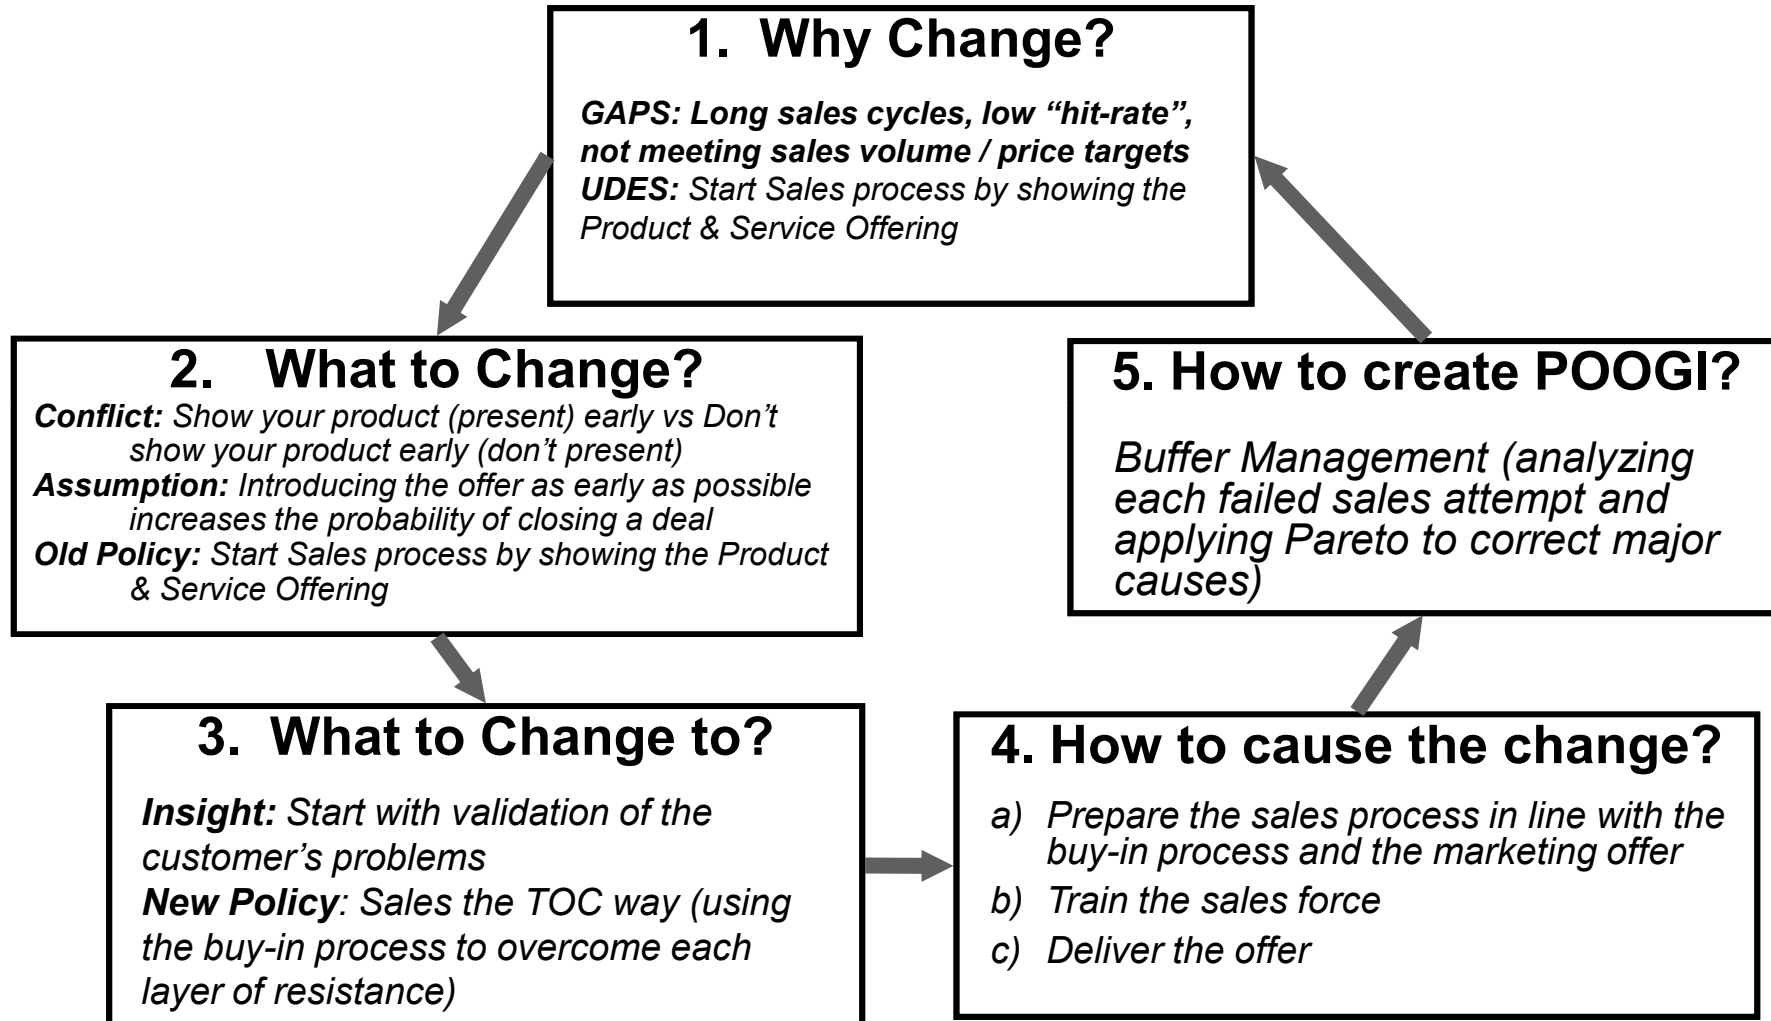 1. Why Change?
GAPS: Long sales cycles, low “hit-rate”,
not meeting sales volume / price targets
UDES: Start Sales process by showing the
Product & Service Offering
2. What to Change?
Conflict: Show your product (present) early vs Don’t
show your product early (don’t present)
Assumption: Introducing the offer as early as possible
increases the probability of closing a deal
Old Policy: Start Sales process by showing the Product
& Service Offering
3. What to Change to?
Insight: Start with validation of the
customer’s problems
New Policy: Sales the TOC way (using
the buy-in process to overcome each
layer of resistance)
4. How to cause the change?
a) Prepare the sales process in line with the
buy-in process and the marketing offer
b) Train the sales force
c) Deliver the offer
5. How to create POOGI?
Buffer Management (analyzing
each failed sales attempt and
applying Pareto to correct major
causes)